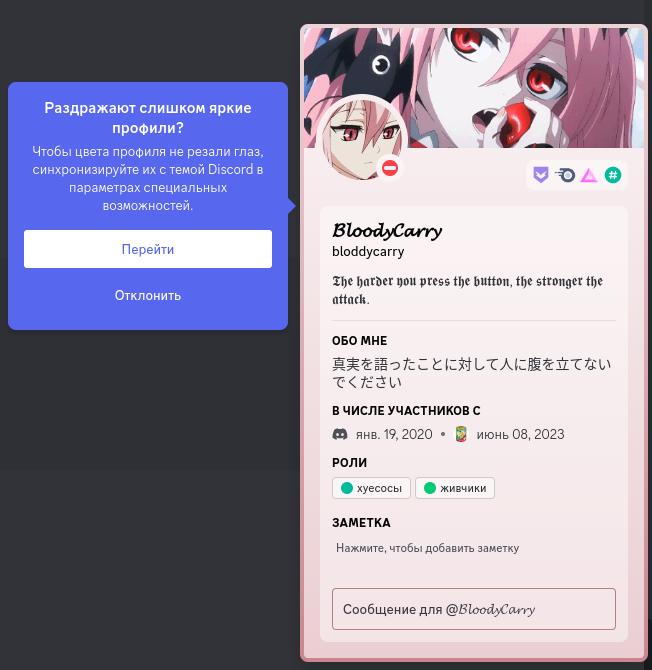 Раздражают слишком яркие
профили?
Чтобы цвета профиля не резали глаз,
синхронизируйте их с темой Discord в
параметрах специальных
возможностей.
Перейти
Отклонить
BloodyCarry
bloddycarry
The harder you press the button, the stronger the
attack.
ОБО МНЕ
真実を語ったことに対して人に腹を立てない
でください
В ЧИСЛЕ УЧАСТНИКОВ С
янв. 19, 2020 • июнь 08, 2023
РОЛИ
хуесосы живчики
ЗАМЕТКА
Нажмите, чтобы добавить заметку
Сообщение для @BloodyCarry